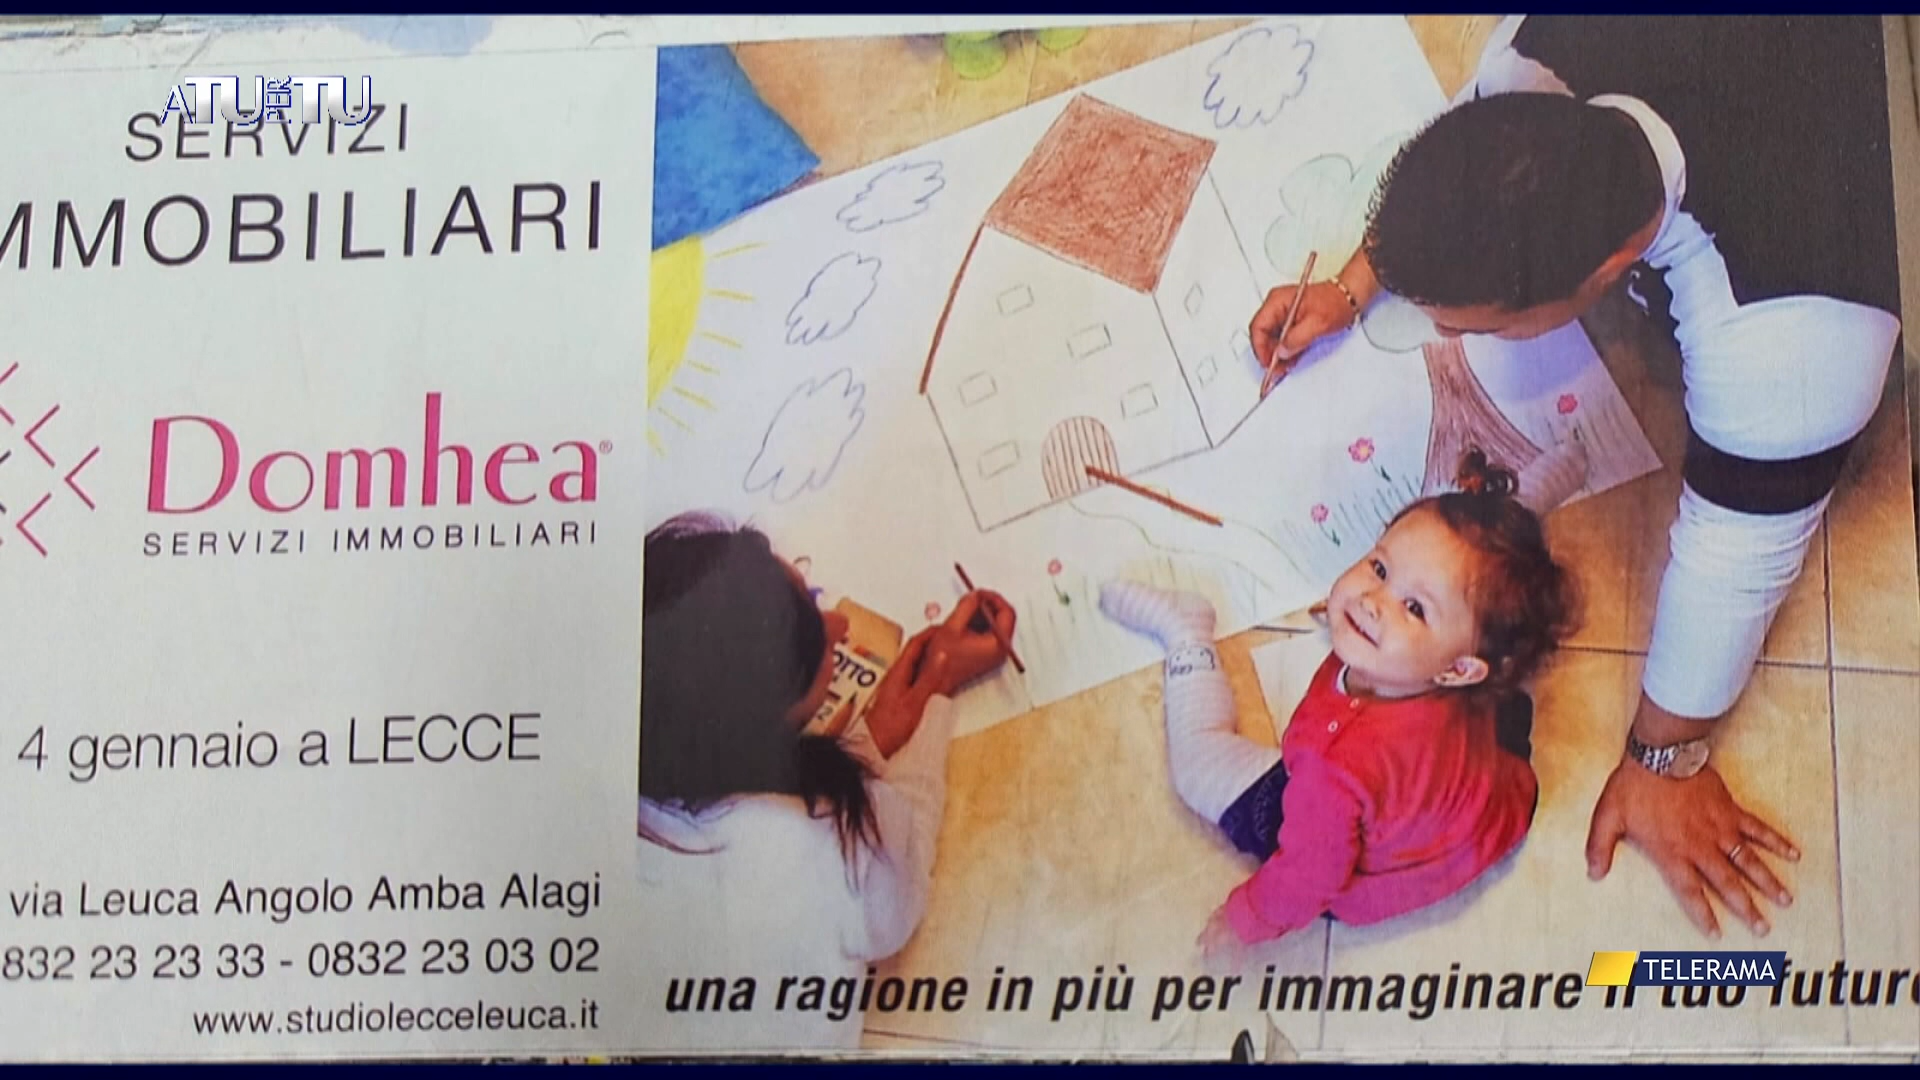 A TU PER TU
SERVIZI
MMOBILIARI
Domhea®
SERVIZI IMMOBILIARI
4 gennaio a LECCE
via Leuca Angolo Amba Alagi
832 23 23 33 - 0832 23 03 02
www.studiolecceleuca.it
una ragione in più per immaginare il tuo futuro
TELERAMA